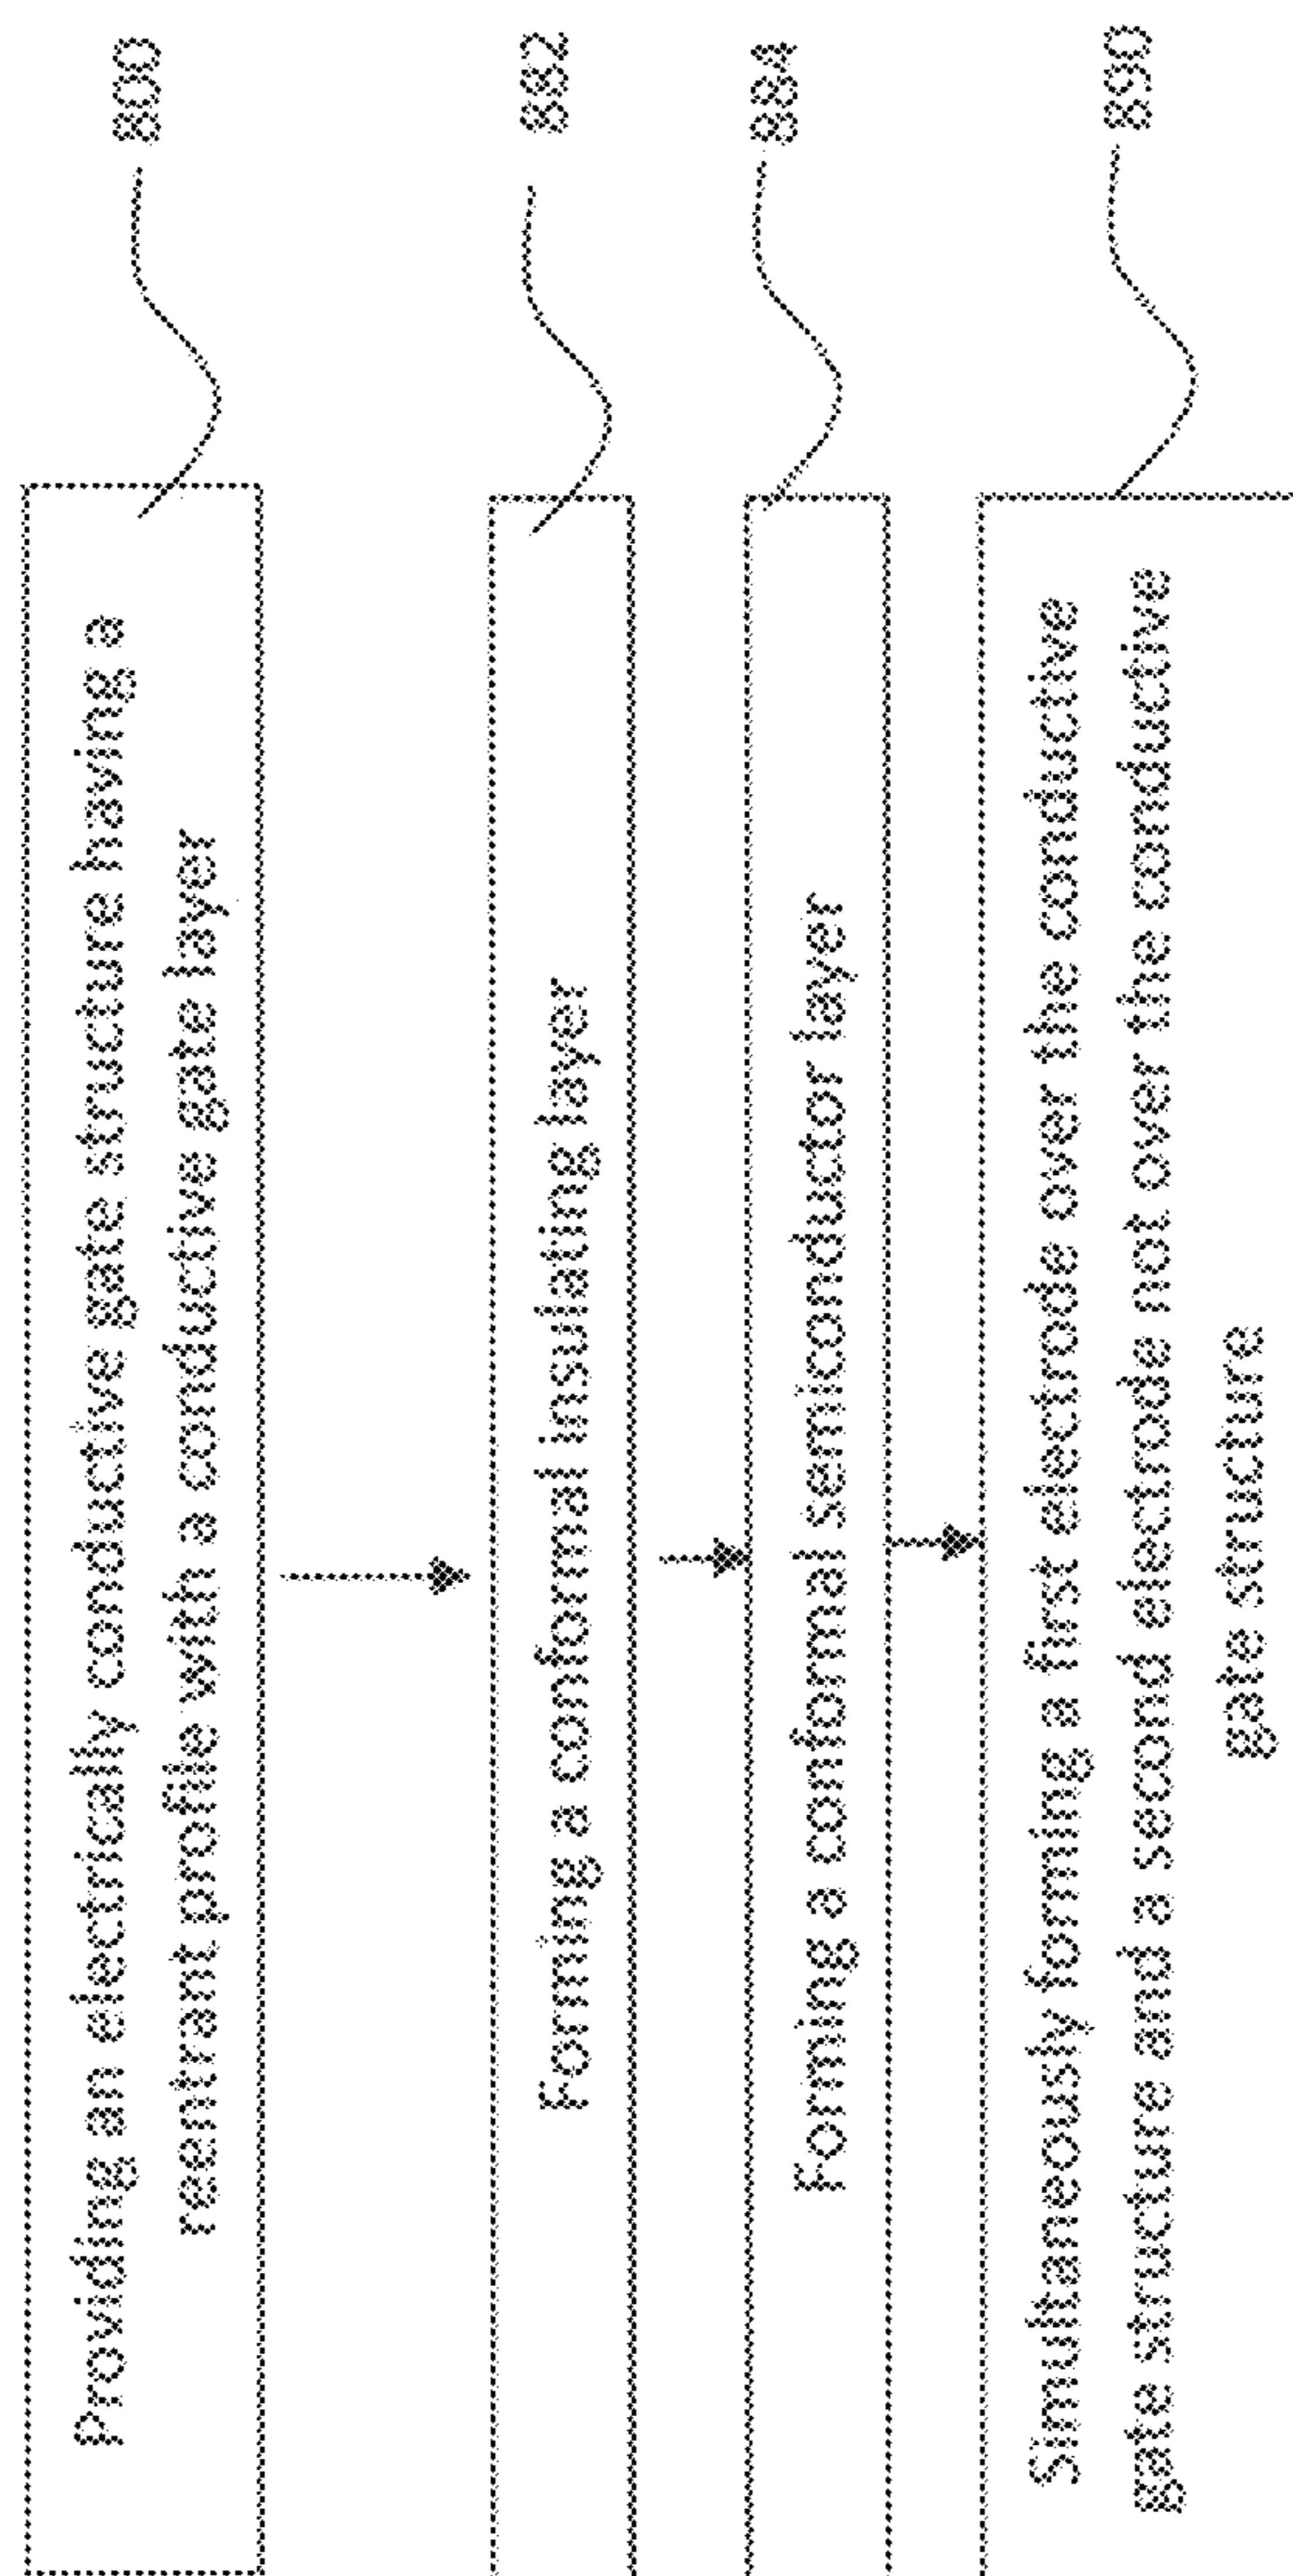 Providing an electrically conductive gate structure having a
reentrant profile with a conductive gate layer
800
Forming a conformal insulating layer
882
Forming a conformal semiconductor layer
884
Simultaneously forming a first electrode over the conductive
gate structure and a second electrode not over the conductive
gate structure
890